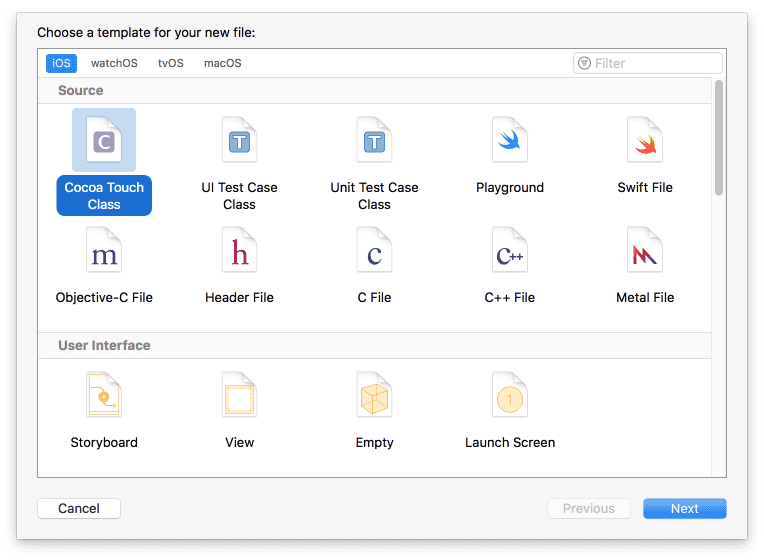 Choose a template for your new file:
iOS watchOS tvOS macOS Filter
Source
C T T
Cocoa Touch Class UI Test Case Class Unit Test Case Class Playground Swift File
m h c C++
Objective-C File Header File C File C++ File Metal File
User Interface
1
Storyboard View Empty Launch Screen
Cancel Previous Next